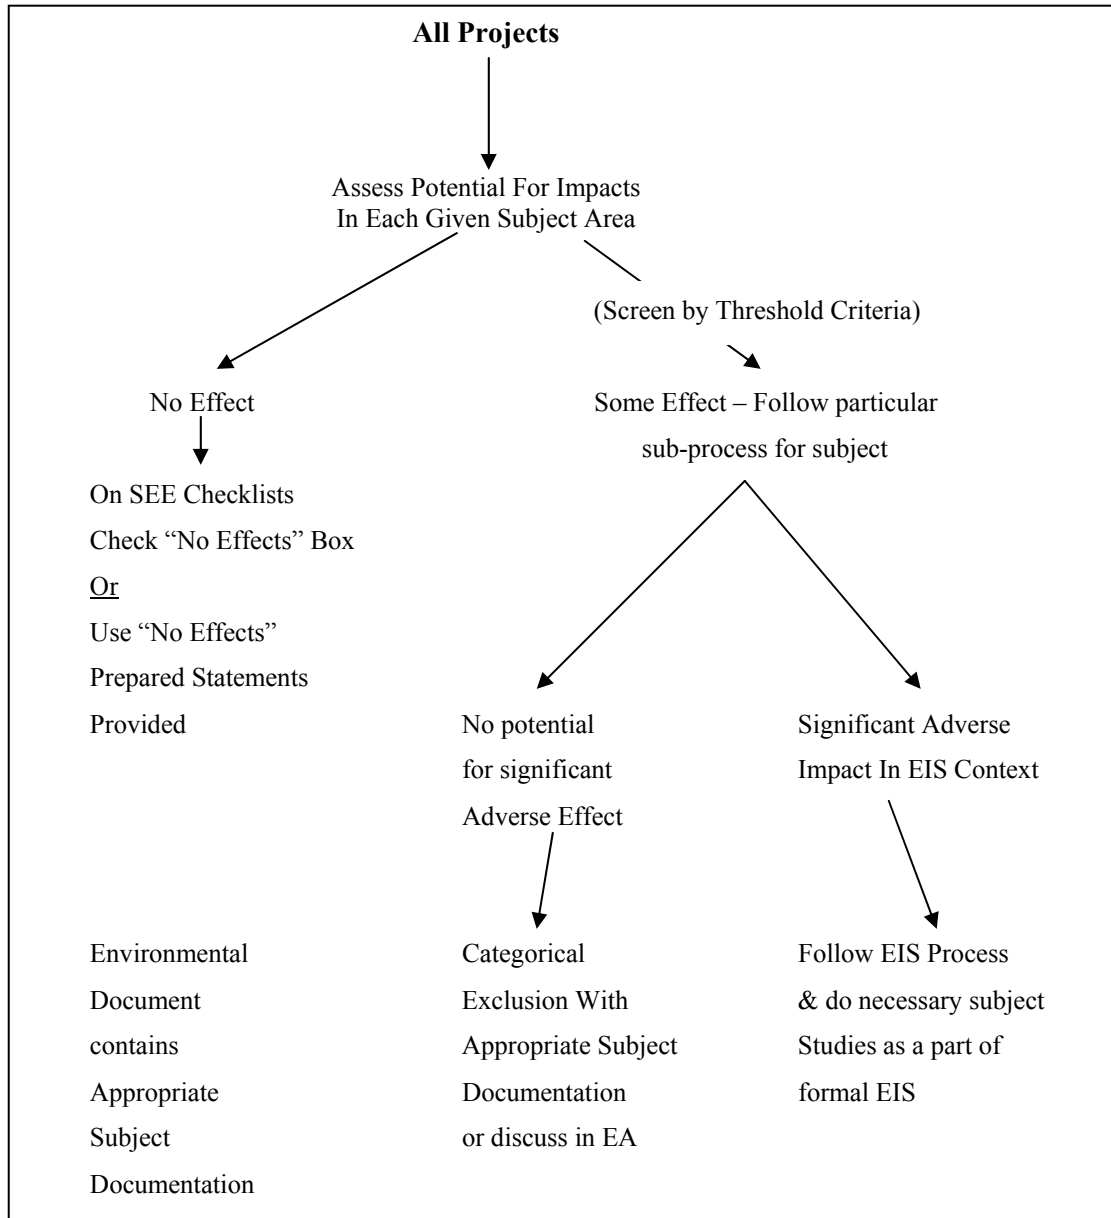 All Projects
Assess Potential For Impacts
In Each Given Subject Area
(Screen by Threshold Criteria)
No Effect
Some Effect – Follow particular
sub-process for subject
On SEE Checklists
Check “No Effects” Box
Or
Use “No Effects”
Prepared Statements
Provided
No potential
for significant
Adverse Effect
Significant Adverse
Impact In EIS Context
Environmental
Document
contains
Appropriate
Subject
Documentation
Categorical
Exclusion With
Appropriate Subject
Documentation
or discuss in EA
Follow EIS Process
& do necessary subject
Studies as a part of
formal EIS